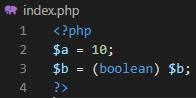 index.php
1 <?php
2 $a = 10;
3 $b = (boolean) $b;
4 ?>